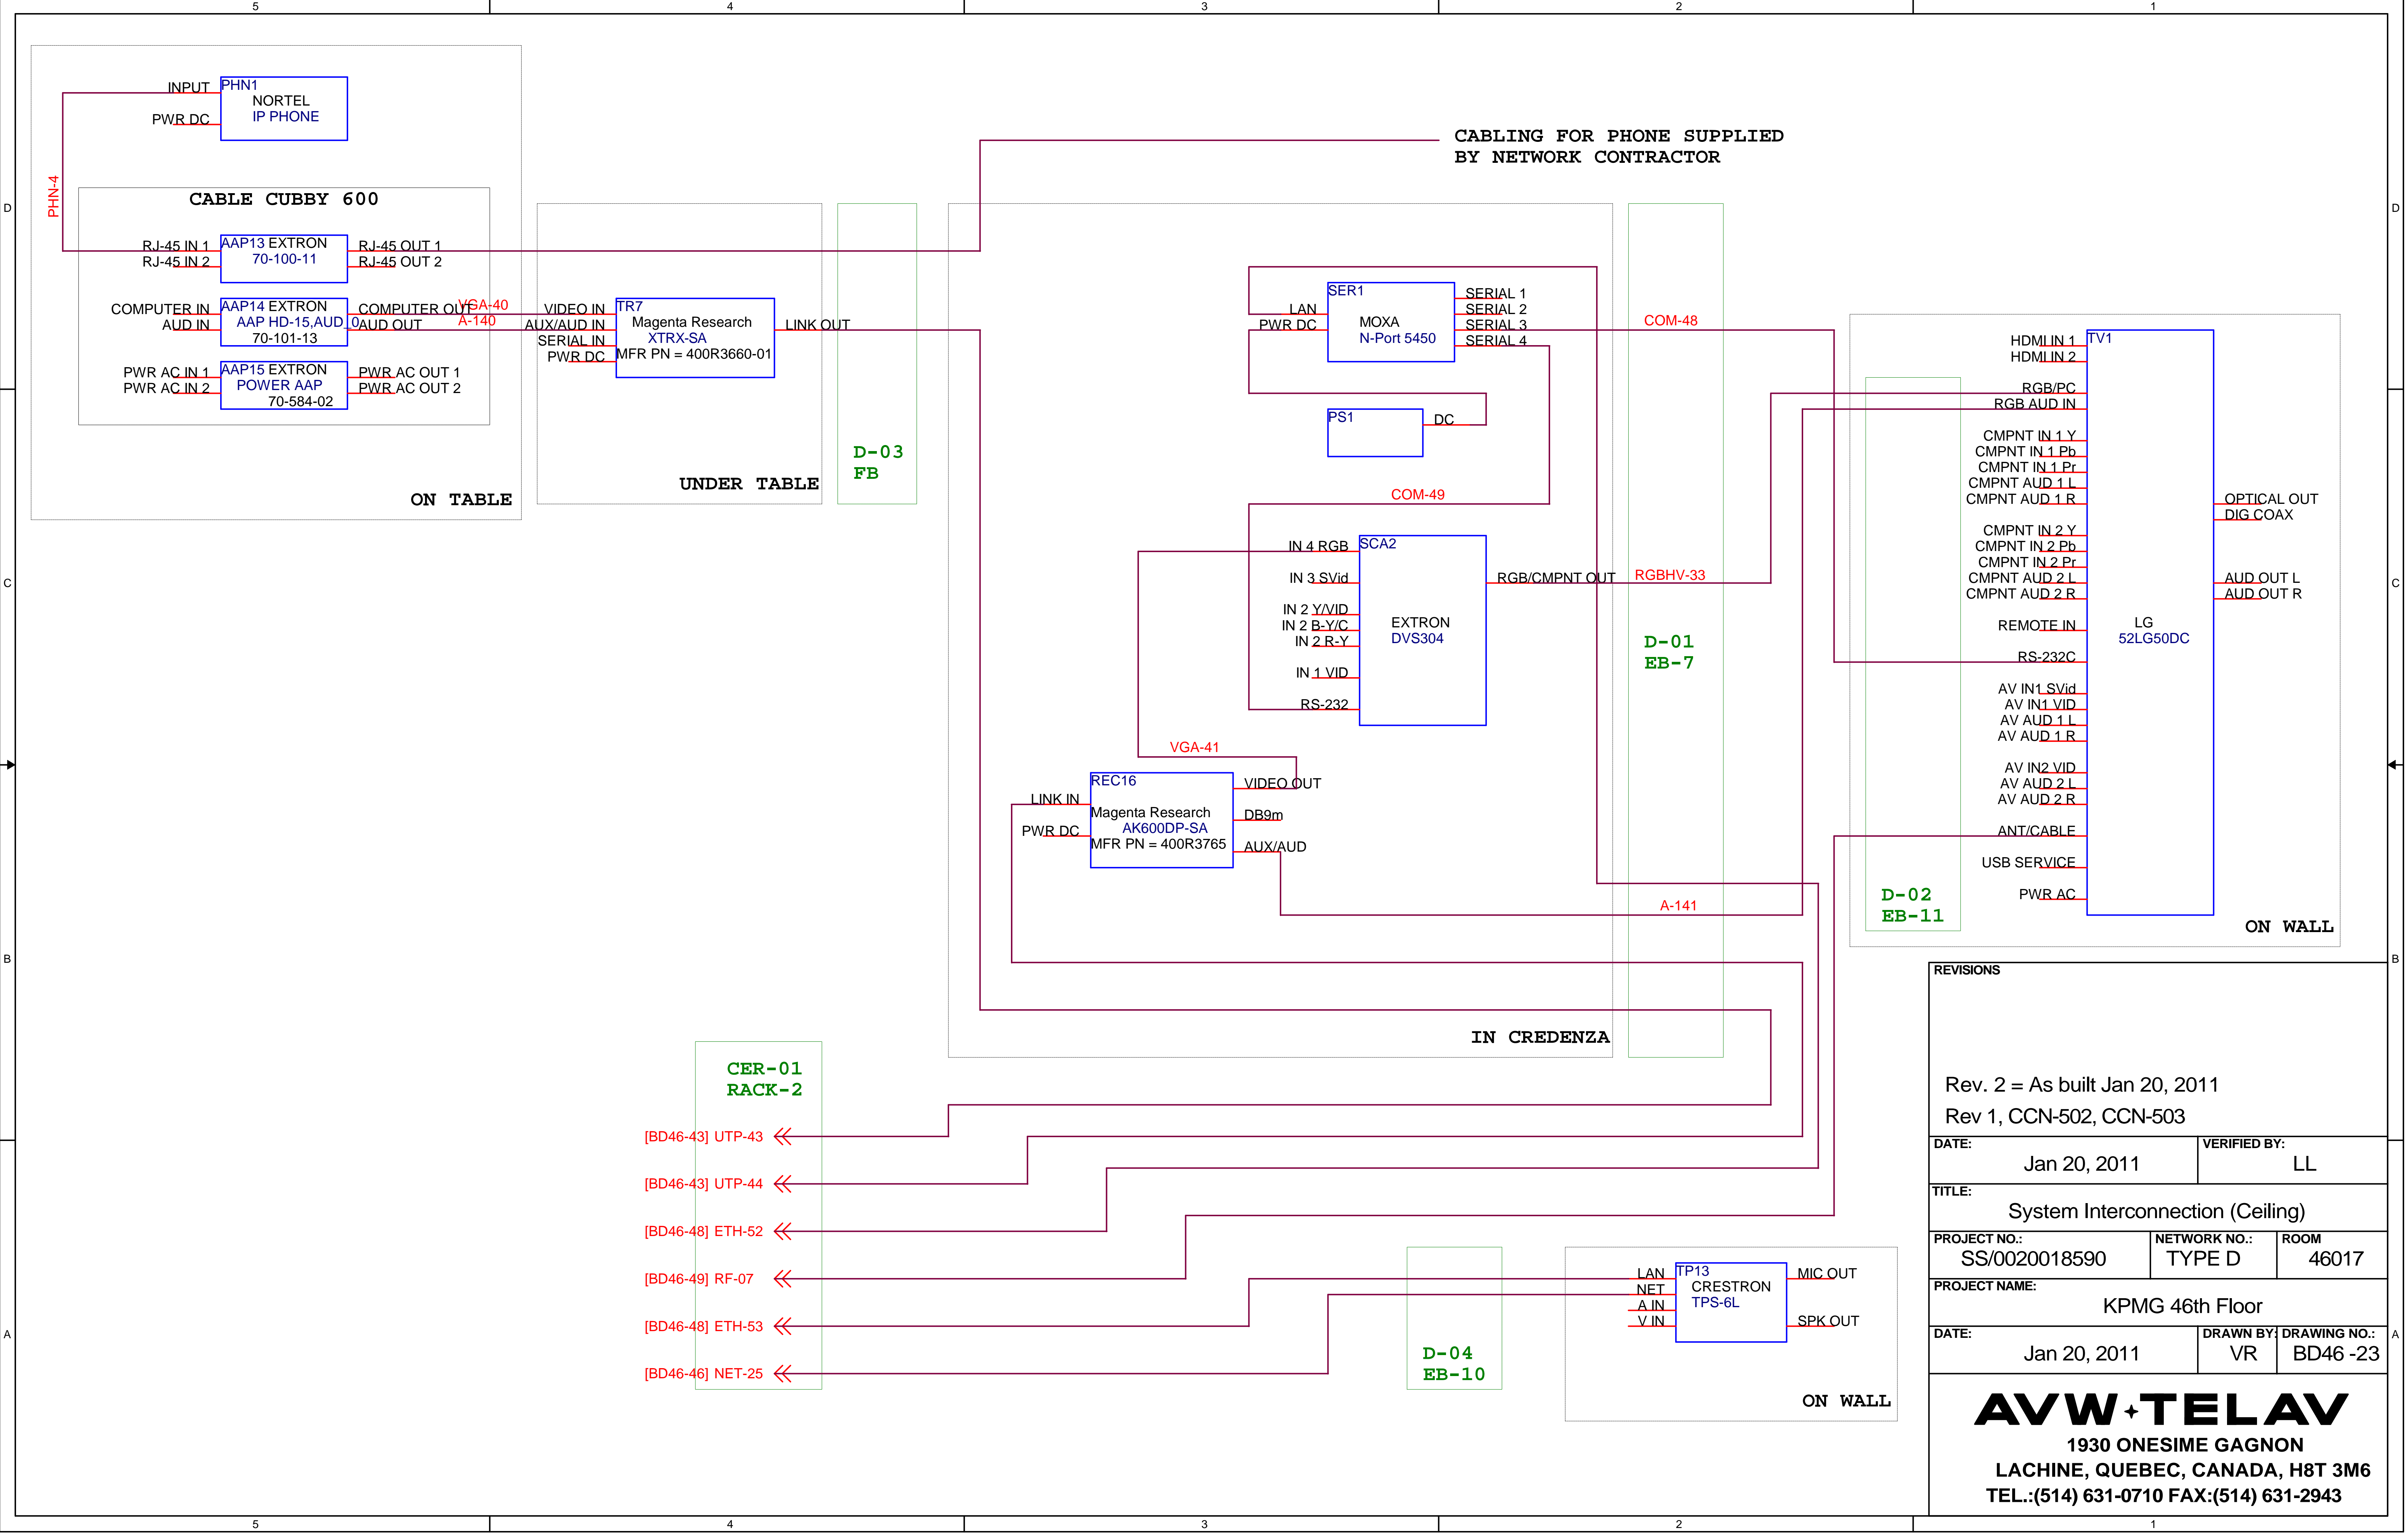 5 4 3 2 1
D
C
B
A
INPUT
PWR DC
PHN1
NORTEL
IP PHONE
PHN-4
CABLE CUBBY 600
RJ-45 IN 1
RJ-45 IN 2
AAP13 EXTRON
70-100-11
RJ-45 OUT 1
RJ-45 OUT 2
COMPUTER IN
AUD IN
AAP14 EXTRON
AAP HD-15,AUD_0
70-101-13
COMPUTER OUT
AUD OUT
VGA-40
A-140
PWR AC IN 1
PWR AC IN 2
AAP15 EXTRON
POWER AAP
70-584-02
PWR AC OUT 1
PWR AC OUT 2
ON TABLE
VIDEO IN
AUX/AUD IN
SERIAL IN
PWR DC
TR7
Magenta Research
XTRX-SA
MFR PN = 400R3660-01
LINK OUT
UNDER TABLE
D-03
FB
CABLING FOR PHONE SUPPLIED
BY NETWORK CONTRACTOR
LAN
PWR DC
SER1
MOXA
N-Port 5450
SERIAL 1
SERIAL 2
SERIAL 3
SERIAL 4
COM-48
PS1
DC
COM-49
IN 4 RGB
IN 3 SVid
IN 2 Y/VID
IN 2 B-Y/C
IN 2 R-Y
IN 1 VID
RS-232
SCA2
EXTRON
DVS304
RGB/CMPNT OUT
RGBHV-33
VGA-41
LINK IN
PWR DC
REC16
Magenta Research
AK600DP-SA
MFR PN = 400R3765
VIDEO OUT
DB9m
AUX/AUD
A-141
IN CREDENZA
D-01
EB-7
D-02
EB-11
HDMI IN 1
HDMI IN 2
RGB/PC
RGB AUD IN
CMPNT IN 1 Y
CMPNT IN 1 Pb
CMPNT IN 1 Pr
CMPNT AUD 1 L
CMPNT AUD 1 R
CMPNT IN 2 Y
CMPNT IN 2 Pb
CMPNT IN 2 Pr
CMPNT AUD 2 L
CMPNT AUD 2 R
REMOTE IN
RS-232C
AV IN1 SVid
AV IN1 VID
AV AUD 1 L
AV AUD 1 R
AV IN2 VID
AV AUD 2 L
AV AUD 2 R
ANT/CABLE
USB SERVICE
PWR AC
TV1
LG
52LG50DC
OPTICAL OUT
DIG COAX
AUD OUT L
AUD OUT R
ON WALL
CER-01
RACK-2
[BD46-43] UTP-43
[BD46-43] UTP-44
[BD46-48] ETH-52
[BD46-49] RF-07
[BD46-48] ETH-53
[BD46-46] NET-25
D-04
EB-10
LAN
NET
A IN
V IN
TP13
CRESTRON
TPS-6L
MIC OUT
SPK OUT
ON WALL
REVISIONS
Rev. 2 = As built Jan 20, 2011
Rev 1, CCN-502, CCN-503
DATE:
Jan 20, 2011
VERIFIED BY:
LL
TITLE:
System Interconnection (Ceiling)
PROJECT NO.:
SS/0020018590
NETWORK NO.:
TYPE D
ROOM
46017
PROJECT NAME:
KPMG 46th Floor
DATE:
Jan 20, 2011
DRAWN BY:
VR
DRAWING NO.:
BD46 -23
AVW TELAV
1930 ONESIME GAGNON
LACHINE, QUEBEC, CANADA, H8T 3M6
TEL.:(514) 631-0710 FAX:(514) 631-2943
D
C
B
A
5 4 3 2 1